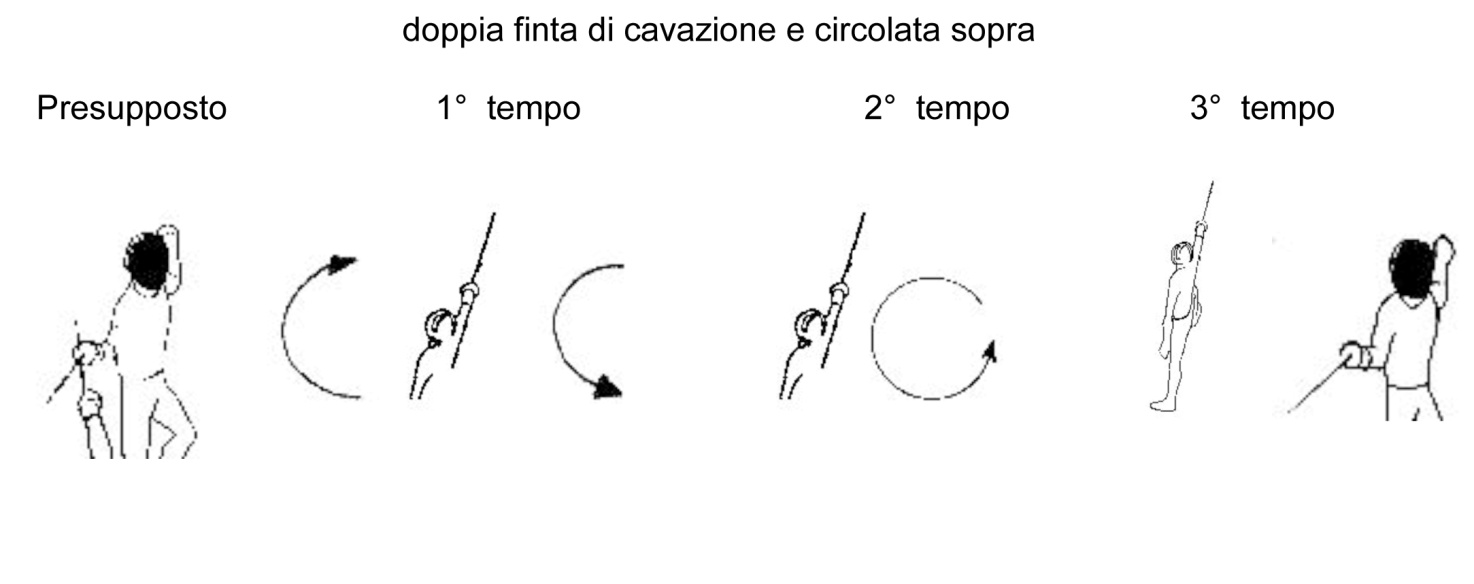 doppia finta di cavazione e circolata sopra
Presupposto 1° tempo 2° tempo 3° tempo